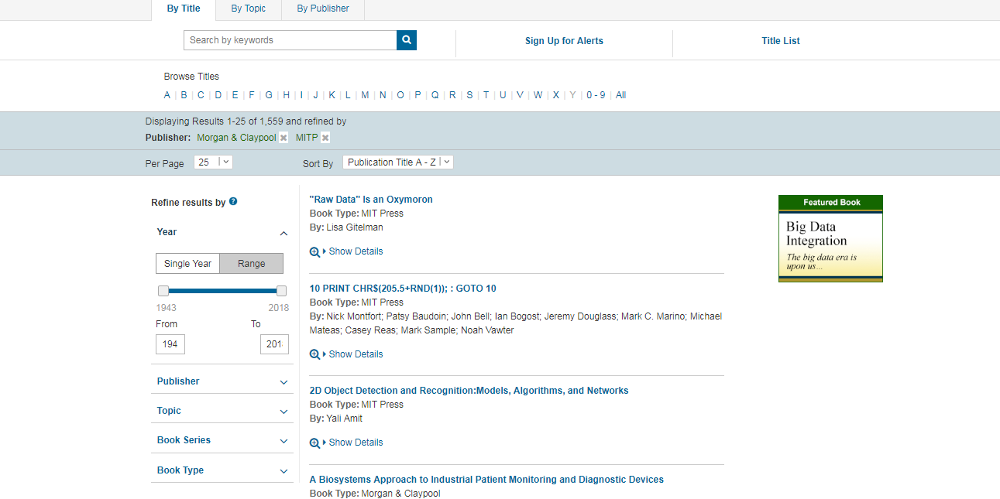 By Title By Topic By Publisher
Search by keywords Sign Up for Alerts Title List
Browse Titles
A | B | C | D | E | F | G | H | I | J | K | L | M | N | O | P | Q | R | S | T | U | V | W | X | Y | 0 - 9 | All
Displaying Results 1-25 of 1,559 and refined by
Publisher: Morgan & Claypool MITP
Per Page 25 Sort By Publication Title A - Z
Refine results by ?
Year
Single Year Range
1943 2018
From To
194 201
Publisher
Topic
Book Series
Book Type
"Raw Data" Is an Oxymoron
Book Type: MIT Press
By: Lisa Gitelman
Show Details
10 PRINT CHR$(205.5+RND(1)); : GOTO 10
Book Type: MIT Press
By: Nick Montfort; Patsy Baudoin; John Bell; Ian Bogost; Jeremy Douglass; Mark C. Marino; Michael
Mateas; Casey Reas; Mark Sample; Noah Vawter
Show Details
2D Object Detection and Recognition:Models, Algorithms, and Networks
Book Type: MIT Press
By: Yali Amit
Show Details
A Biosystems Approach to Industrial Patient Monitoring and Diagnostic Devices
Book Type: Morgan & Claypool
Featured Book
Big Data
Integration
The big data era is
upon us...